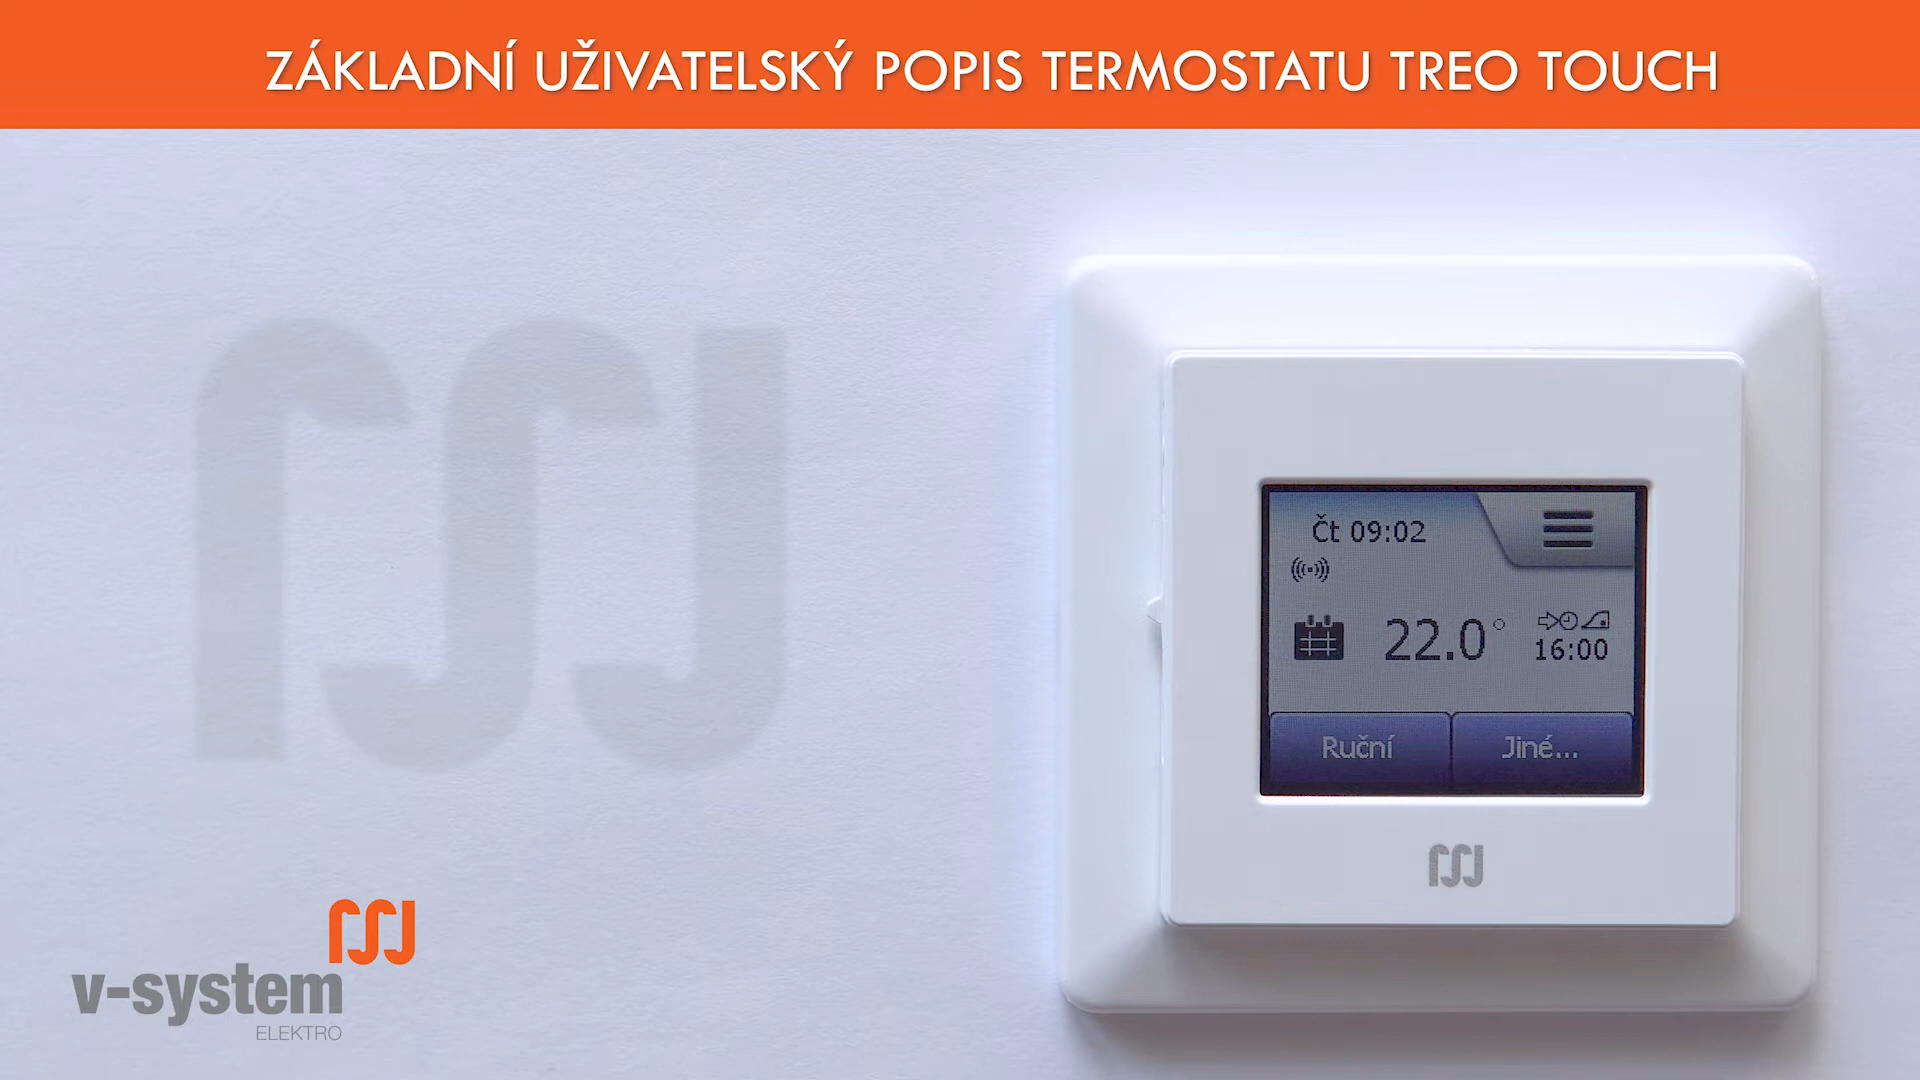 ZÁKLADNÍ UŽIVATELSKÝ POPIS TERMOSTATU TREO TOUCH
Čt 09:02
22.0°
16:00
Ruční
Jiné...
v-system
ELEKTRO